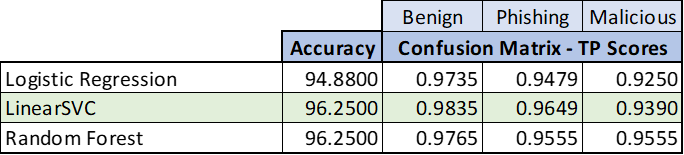 Benign Phishing Malicious
Accuracy Confusion Matrix - TP Scores
Logistic Regression 94.8800 0.9735 0.9479 0.9250
LinearSVC 96.2500 0.9835 0.9649 0.9390
Random Forest 96.2500 0.9765 0.9555 0.9555